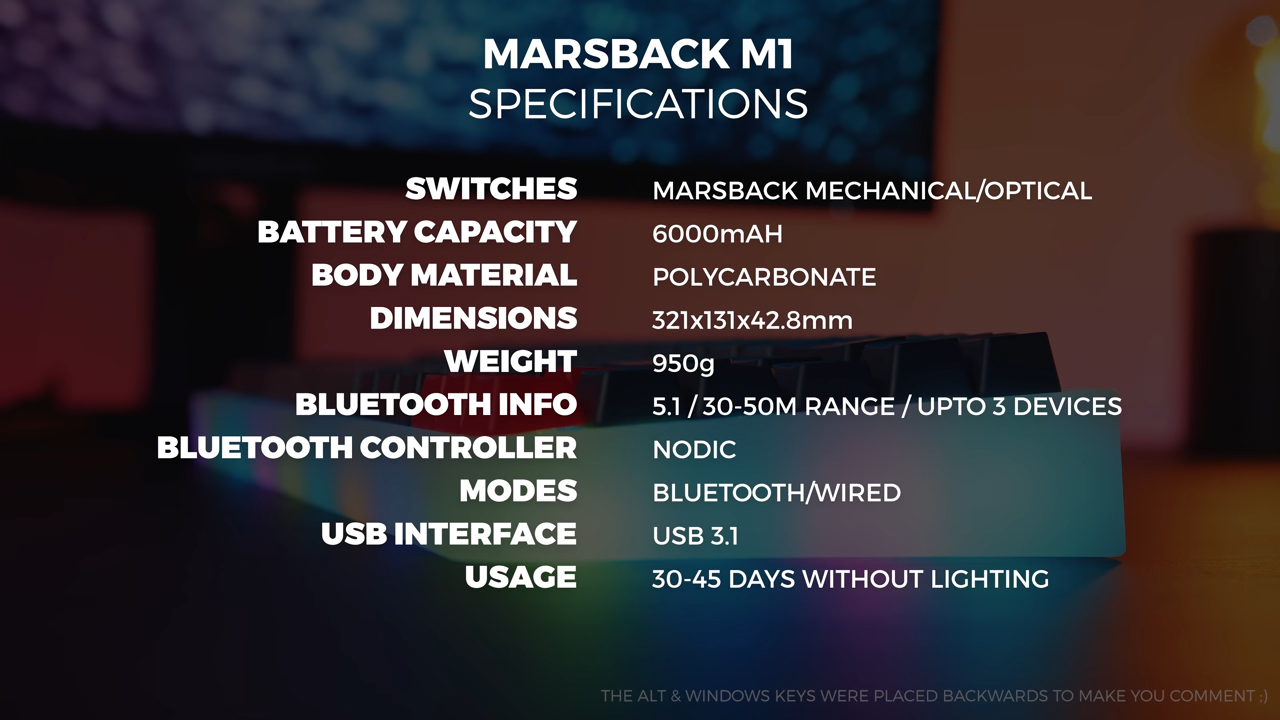 MARSBACK M1
SPECIFICATIONS
SWITCHES MARSBACK MECHANICAL/OPTICAL
BATTERY CAPACITY 6000mAH
BODY MATERIAL POLYCARBONATE
DIMENSIONS 321x131x42.8mm
WEIGHT 950g
BLUETOOTH INFO 5.1 / 30-50M RANGE / UPTO 3 DEVICES
BLUETOOTH CONTROLLER NODIC
MODES BLUETOOTH/WIRED
USB INTERFACE USB 3.1
USAGE 30-45 DAYS WITHOUT LIGHTING
THE ALT & WINDOWS KEYS WERE PLACED BACKWARDS TO MAKE YOU COMMENT ;)